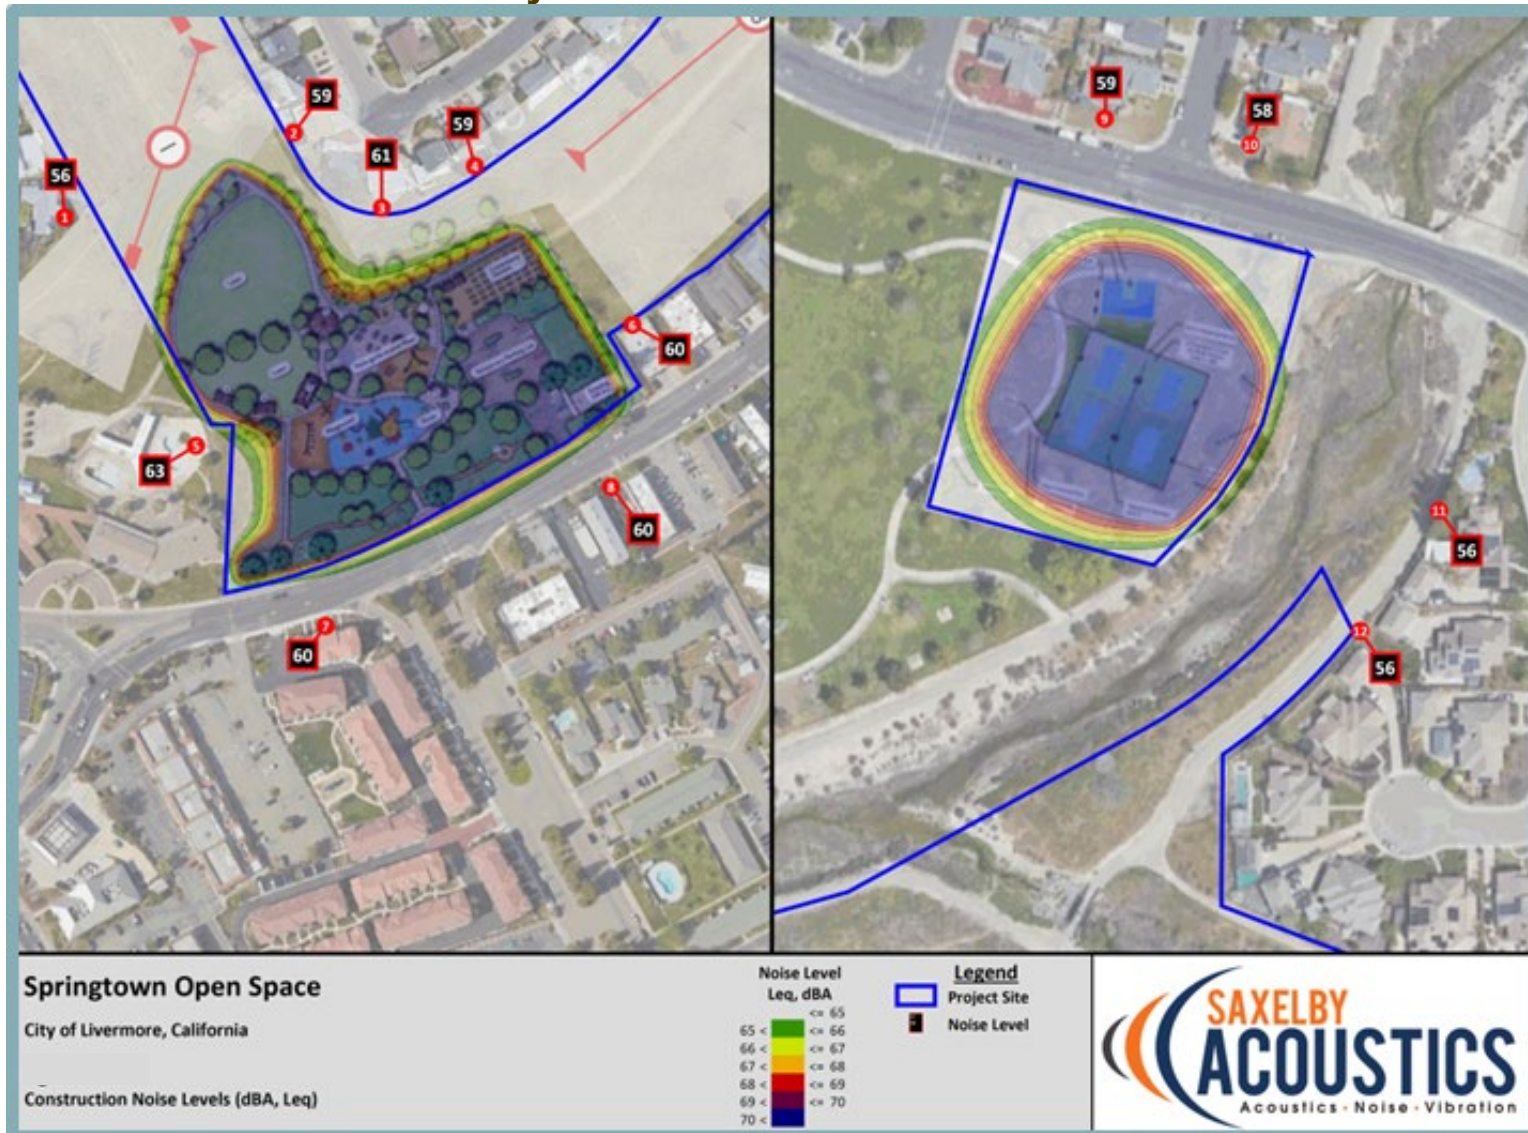 59
2
59
4
61
3
56
1
6
60
5
63
8
60
7
60
59
9
58
10
11
56
12
56
Springtown Open Space
City of Livermore, California
Construction Noise Levels (dBA, Leq)
Noise Level
Leq, dBA
<= 65
65 < <= 66
66 < <= 67
67 < <= 68
68 < <= 69
69 < <= 70
70 <
Legend
Project Site
Noise Level
SAXELBY
ACOUSTICS
Acoustics · Noise · Vibration